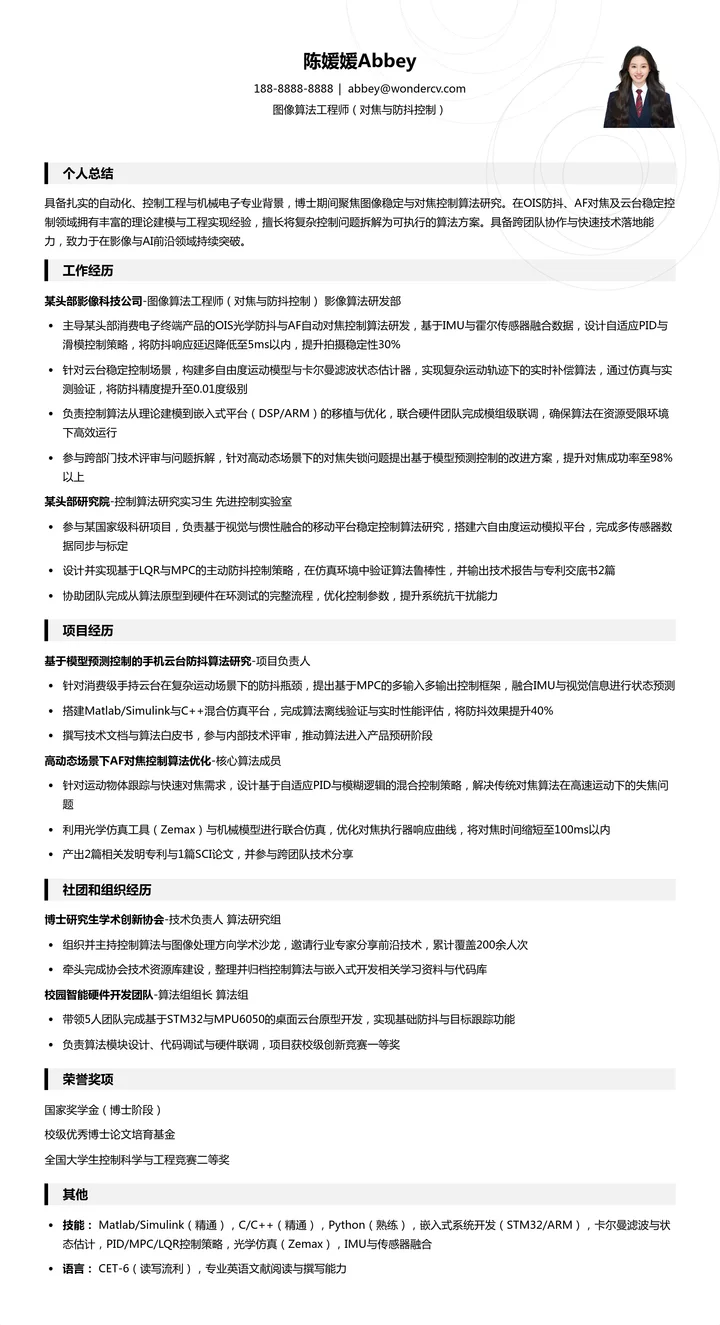 陈媛媛Abbey
188-8888-8888 | abbey@wondercv.com
图像算法工程师（对焦与防抖控制）
个人总结
具备扎实的自动化、控制工程与机械电子专业背景，博士期间聚焦图像稳定与对焦控制算法研究。在OIS防抖、AF对焦及云台稳定控
制领域拥有丰富的理论建模与工程实现经验，擅长将复杂控制问题拆解为可执行的算法方案。具备跨团队协作与快速技术落地能
力，致力于在影像与AI前沿领域持续突破。
工作经历
某头部影像科技公司-图像算法工程师（对焦与防抖控制） 影像算法研发部
• 主导某头部消费电子终端产品的OIS光学防抖与AF自动对焦控制算法研发，基于IMU与霍尔传感器融合数据，设计自适应PID与
滑模控制策略，将防抖响应延迟降低至5ms以内，提升拍摄稳定性30%
• 针对云台稳定控制场景，构建多自由度运动模型与卡尔曼滤波状态估计器，实现复杂运动轨迹下的实时补偿算法，通过仿真与实
测验证，将防抖精度提升至0.01度级别
• 负责控制算法从理论建模到嵌入式平台（DSP/ARM）的移植与优化，联合硬件团队完成模组级联调，确保算法在资源受限环境
下高效运行
• 参与跨部门技术评审与问题拆解，针对高动态场景下的对焦失锁问题提出基于模型预测控制的改进方案，提升对焦成功率至98%
以上
某头部研究院-控制算法研究实习生 先进控制实验室
• 参与某国家级科研项目，负责基于视觉与惯性融合的移动平台稳定控制算法研究，搭建六自由度运动模拟平台，完成多传感器数
据同步与标定
• 设计并实现基于LQR与MPC的主动防抖控制策略，在仿真环境中验证算法鲁棒性，并输出技术报告与专利交底书2篇
• 协助团队完成从算法原型到硬件在环测试的完整流程，优化控制参数，提升系统抗干扰能力
项目经历
基于模型预测控制的手机云台防抖算法研究-项目负责人
• 针对消费级手持云台在复杂运动场景下的防抖瓶颈，提出基于MPC的多输入多输出控制框架，融合IMU与视觉信息进行状态预测
• 搭建Matlab/Simulink与C++混合仿真平台，完成算法离线验证与实时性能评估，将防抖效果提升40%
• 撰写技术文档与算法白皮书，参与内部技术评审，推动算法进入产品预研阶段
高动态场景下AF对焦控制算法优化-核心算法成员
• 针对运动物体跟踪与快速对焦需求，设计基于自适应PID与模糊逻辑的混合控制策略，解决传统对焦算法在高速运动下的失焦问
题
• 利用光学仿真工具（Zemax）与机械模型进行联合仿真，优化对焦执行器响应曲线，将对焦时间缩短至100ms以内
• 产出2篇相关发明专利与1篇SCI论文，并参与跨团队技术分享
社团和组织经历
博士研究生学术创新协会-技术负责人 算法研究组
• 组织并主持控制算法与图像处理方向学术沙龙，邀请行业专家分享前沿技术，累计覆盖200余人次
• 牵头完成协会技术资源库建设，整理并归档控制算法与嵌入式开发相关学习资料与代码库
校园智能硬件开发团队-算法组组长 算法组
• 带领5人团队完成基于STM32与MPU6050的桌面云台原型开发，实现基础防抖与目标跟踪功能
• 负责算法模块设计、代码调试与硬件联调，项目获校级创新竞赛一等奖
荣誉奖项
国家奖学金（博士阶段）
校级优秀博士论文培育基金
全国大学生控制科学与工程竞赛二等奖
其他
• 技能： Matlab/Simulink（精通）, C/C++（精通）, Python（熟练）, 嵌入式系统开发（STM32/ARM）, 卡尔曼滤波与状
态估计，PID/MPC/LQR控制策略，光学仿真（Zemax）, IMU与传感器融合
• 语言： CET-6（读写流利）, 专业英语文献阅读与撰写能力